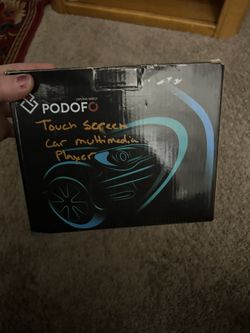 PODOFO
Touch Screen
car multimedia
Player